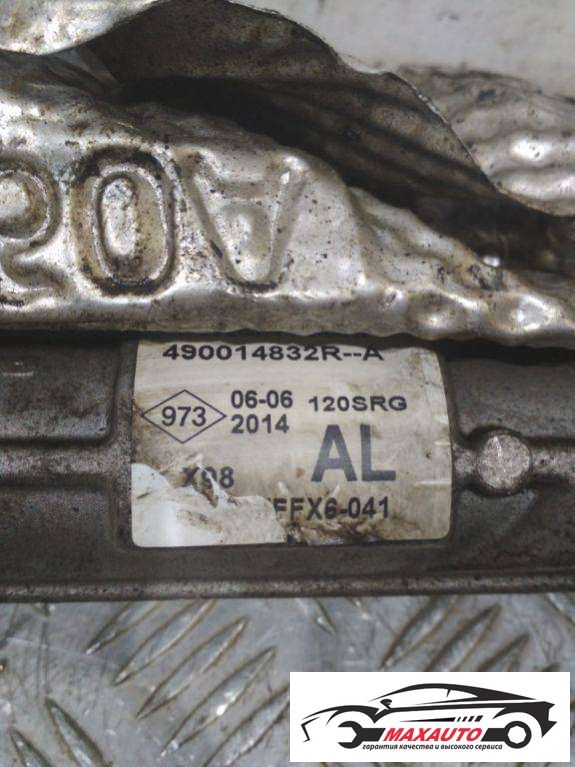 490014832R--A
973
06-06
2014
120SRG
AL
X98
FFX6-041
MAXAUTO
гарантия качества и высокого сервиса